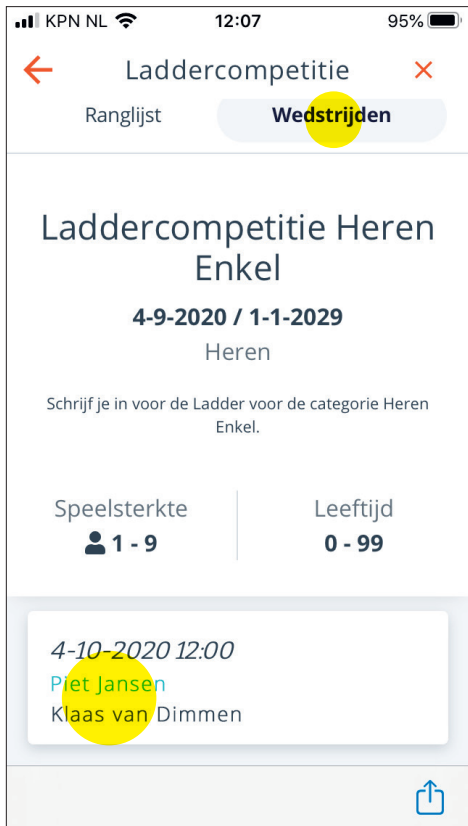 KPN NL 12:07 95%
Laddercompetitie
Ranglijst Wedstrijden
Laddercompetitie Heren
Enkel
4-9-2020 / 1-1-2029
Heren
Schrijf je in voor de Ladder voor de categorie Heren
Enkel.
Speelsterkte Leeftijd
1 - 9 0 - 99
4-10-2020 12:00
Piet Jansen
Klaas van Dimmen